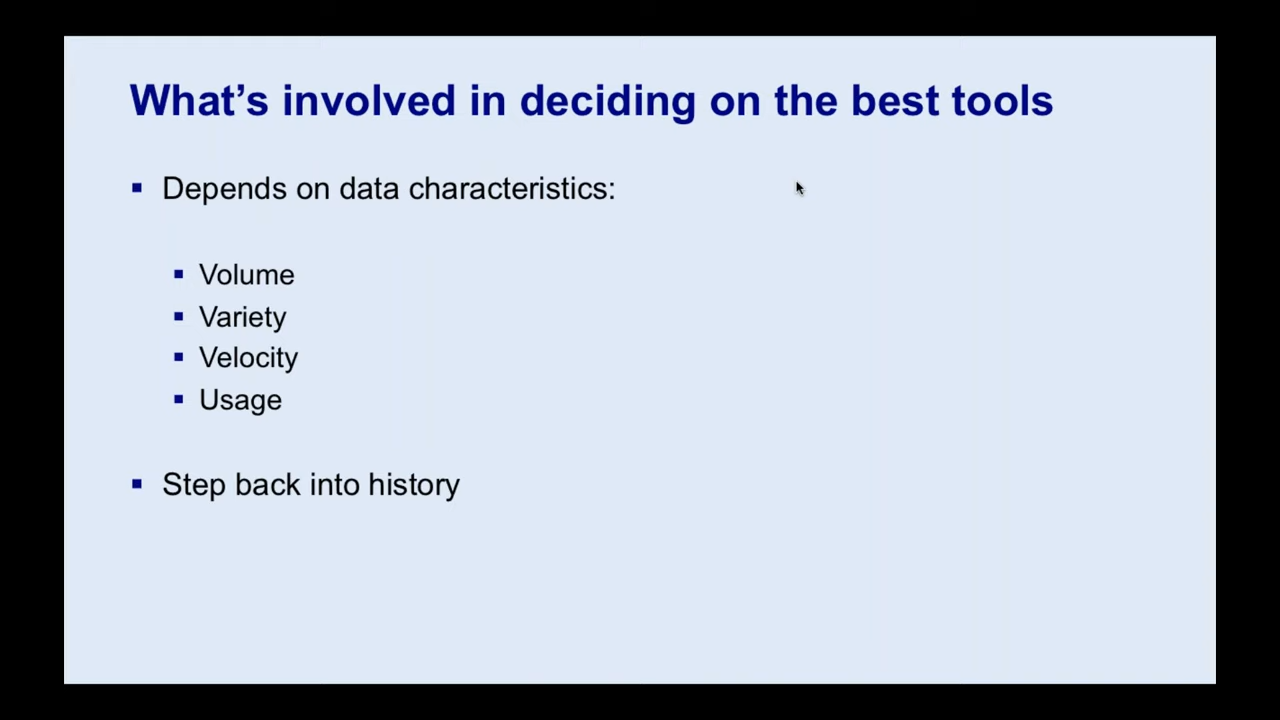 What’s involved in deciding on the best tools
Depends on data characteristics:
Volume
Variety
Velocity
Usage
Step back into history